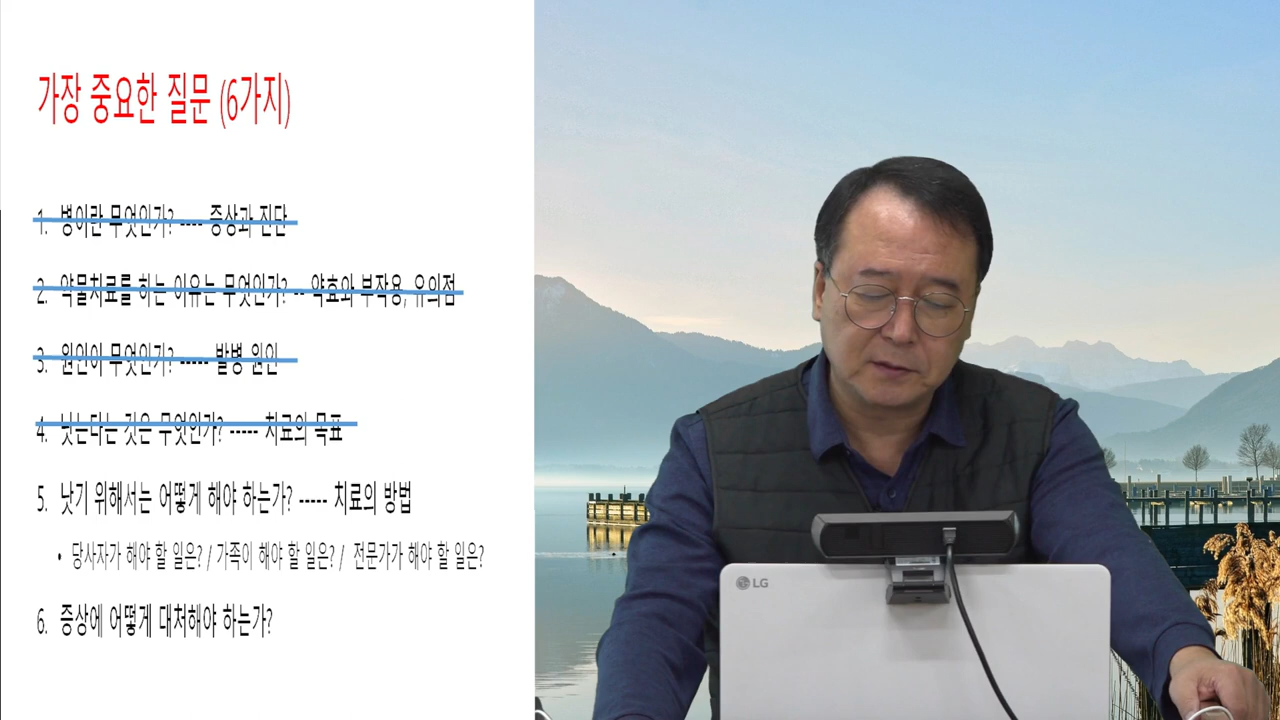 가장 중요한 질문 (6가지)
1. 병이란 무엇인가? ---- 증상과 진단
2. 약물치료를 하는 이유는 무엇인가? -- 약효와 부작용, 유의점
3. 원인이 무엇인가? ----- 발병 원인
4. 낫는다는 것은 무엇인가? ----- 치료의 목표
5. 낫기 위해서는 어떻게 해야 하는가? ----- 치료의 방법
• 당사자가 해야 할 일은? / 가족이 해야 할 일은? / 전문가가 해야 할 일은?
6. 증상에 어떻게 대처해야 하는가?
LG